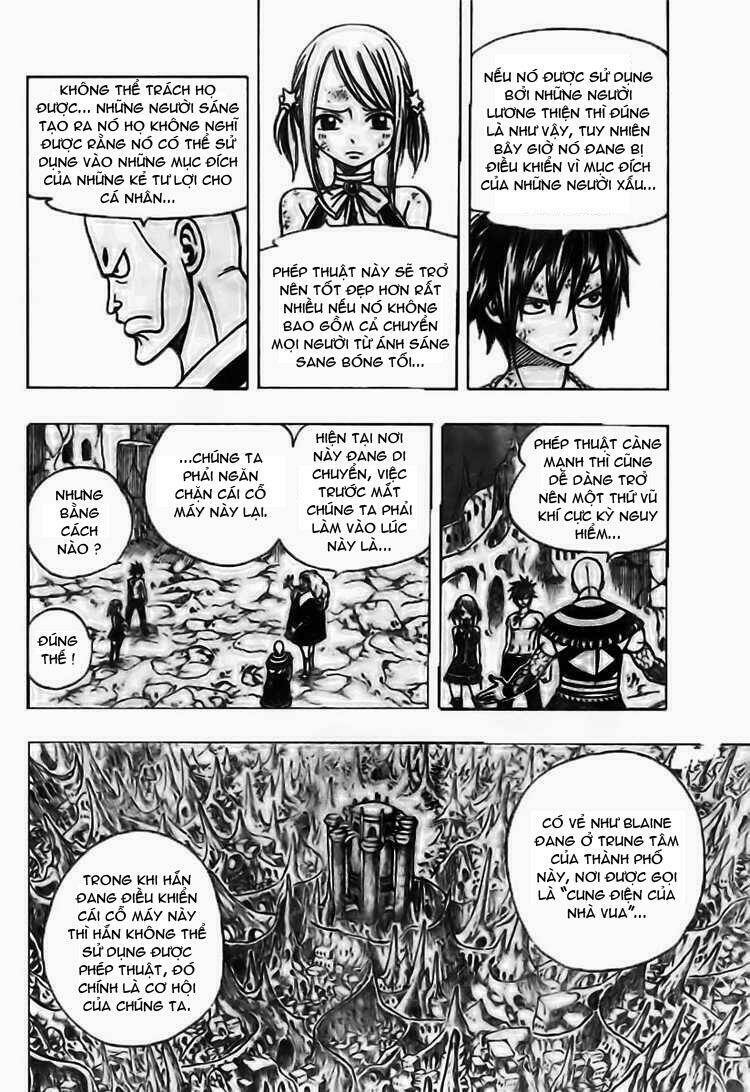 NẾU NÓ ĐƯỢC SỬ DỤNG
BỞI NHỮNG NGƯỜI
LƯƠNG THIỆN THÌ ĐÚNG
LÀ NHƯ VẬY, TUY NHIÊN
BÂY GIỜ NÓ ĐANG BỊ
ĐIỀU KHIỂN VÌ MỤC ĐÍCH
CỦA NHỮNG NGƯỜI XẤU...
PHÉP THUẬT NÀY SẼ TRỞ
NÊN TỐT ĐẸP HƠN RẤT
NHIỀU NẾU NÓ KHÔNG
BAO GỒM CẢ CHUYỂN
MỌI NGƯỜI TỪ ÁNH SÁNG
SANG BÓNG TỐI...
KHÔNG THỂ TRÁCH HỌ
ĐƯỢC... NHỮNG NGƯỜI SÁNG
TẠO RA NÓ HỌ KHÔNG NGHĨ
ĐƯỢC RẰNG NÓ CÓ THỂ SỬ
DỤNG VÀO NHỮNG MỤC ĐÍCH
CỦA NHỮNG KẺ TƯ LỢI CHO
CÁ NHÂN...
PHÉP THUẬT CÀNG
MẠNH THÌ CŨNG
DỄ DÀNG TRỞ
NÊN MỘT THỨ VŨ
KHÍ CỰC KỲ NGUY
HIỂM...
HIỆN TẠI NƠI
NÀY ĐANG DI
CHUYỂN, VIỆC
TRƯỚC MẮT
CHÚNG TA PHẢI
LÀM VÀO LÚC
NÀY LÀ...
...CHÚNG TA
PHẢI NGĂN
CHẶN CÁI CỖ
MÁY NÀY LẠI.
NHƯNG
BẰNG
CÁCH
NÀO ?
ĐÚNG
THẾ !
CÓ VẺ NHƯ BLAINE
ĐANG Ở TRUNG TÂM
CỦA THÀNH PHỐ
NÀY, NƠI ĐƯỢC GỌI
LÀ "CUNG ĐIỆN CỦA
NHÀ VUA"...
TRONG KHI HẮN
ĐANG ĐIỀU KHIỂN
CÁI CỖ MÁY NÀY
THÌ HẮN KHÔNG THỂ
SỬ DỤNG ĐƯỢC
PHÉP THUẬT, ĐÓ
CHÍNH LÀ CƠ HỘI
CỦA CHÚNG TA.